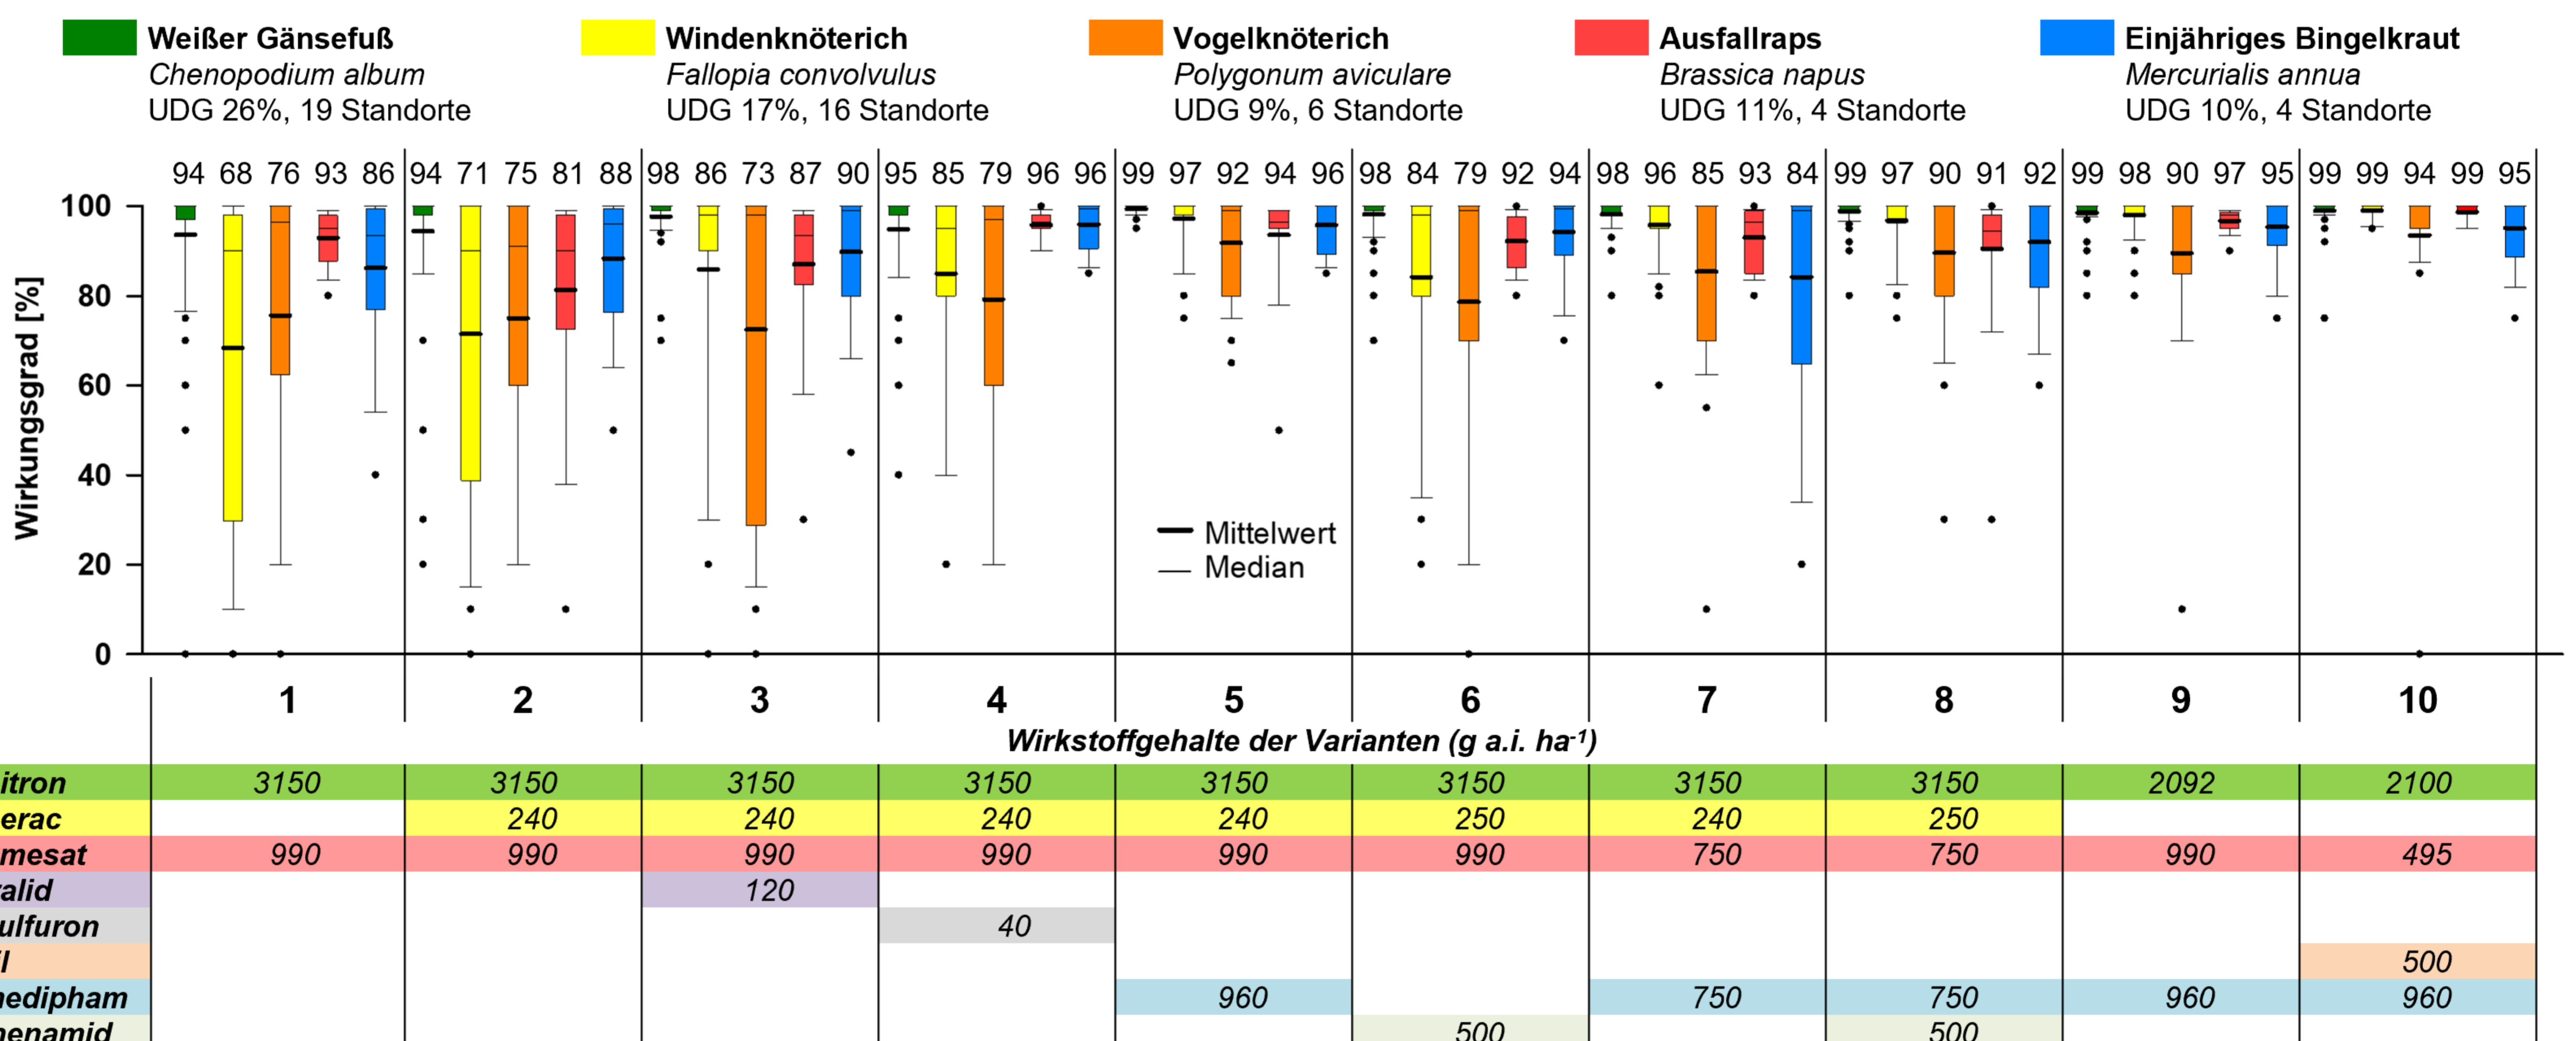 Weißer Gänsefuß Windenknöterich Vogelknöterich Ausfallraps Einjähriges Bingelkraut
Chenopodium album Fallopia convolvulus Polygonum aviculare Brassica napus Mercurialis annua
UDG 26%, 19 Standorte UDG 17%, 16 Standorte UDG 9%, 6 Standorte UDG 11%, 4 Standorte UDG 10%, 4 Standorte
94 68 76 93 86 94 71 75 81 88 98 86 73 87 90 95 85 79 96 96 99 97 92 94 96 98 84 79 92 94 98 96 85 93 84 99 97 90 91 92 99 98 90 97 95 99 99 94 99 95
Wirkungsgrad [%]
100
80
60
40
20
0
Mittelwert
Median
1 2 3 4 5 6 7 8 9 10
Wirkstoffgehalte der Varianten (g a.i. ha-1)
itron 3150 3150 3150 3150 3150 3150 3150 3150 2092 2100
erac 240 240 240 240 250 240 250
mesat 990 990 990 990 990 990 750 750 990 495
alid 120
ulfuron 40
l 500
nedipham 960 750 750 960 960
nenamid 500 500